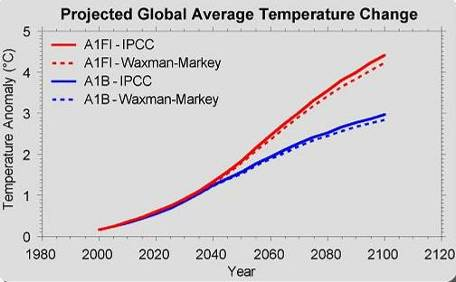 Projected Global Average Temperature Change
A1FI - IPCC
A1FI - Waxman-Markey
A1B - IPCC
A1B - Waxman-Markey
Temperature Anomaly (°C)
5
4
3
2
1
0
1980 2000 2020 2040 2060 2080 2100 2120
Year